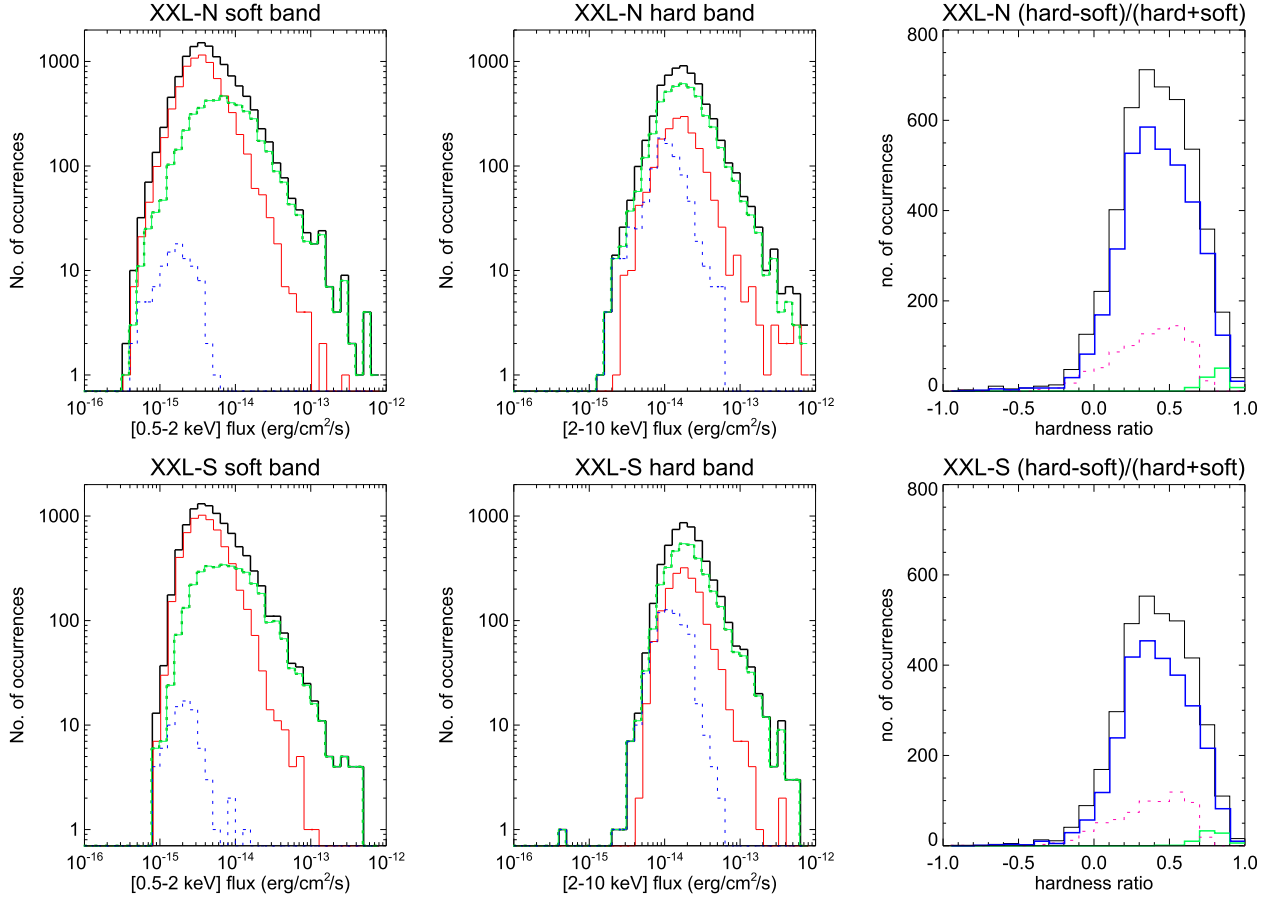 XXL-N soft band
No. of occurrences
1000
100
10
1
10-16 10-15 10-14 10-13 10-12
[0.5-2 keV] flux (erg/cm2/s)
XXL-N hard band
No. of occurrences
1000
100
10
1
10-16 10-15 10-14 10-13 10-12
[2-10 keV] flux (erg/cm2/s)
XXL-N (hard-soft)/(hard+soft)
no. of occurrences
800
600
400
200
0
-1.0 -0.5 0.0 0.5 1.0
hardness ratio
XXL-S soft band
No. of occurrences
1000
100
10
1
10-16 10-15 10-14 10-13 10-12
[0.5-2 keV] flux (erg/cm2/s)
XXL-S hard band
No. of occurrences
1000
100
10
1
10-16 10-15 10-14 10-13 10-12
[2-10 keV] flux (erg/cm2/s)
XXL-S (hard-soft)/(hard+soft)
no. of occurrences
800
600
400
200
0
-1.0 -0.5 0.0 0.5 1.0
hardness ratio